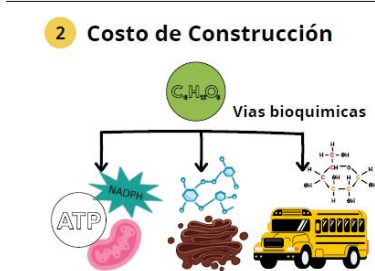 2 Costo de Construcción
C₆H₁₂O₆
Vias bioquimicas
NADPH
ATP